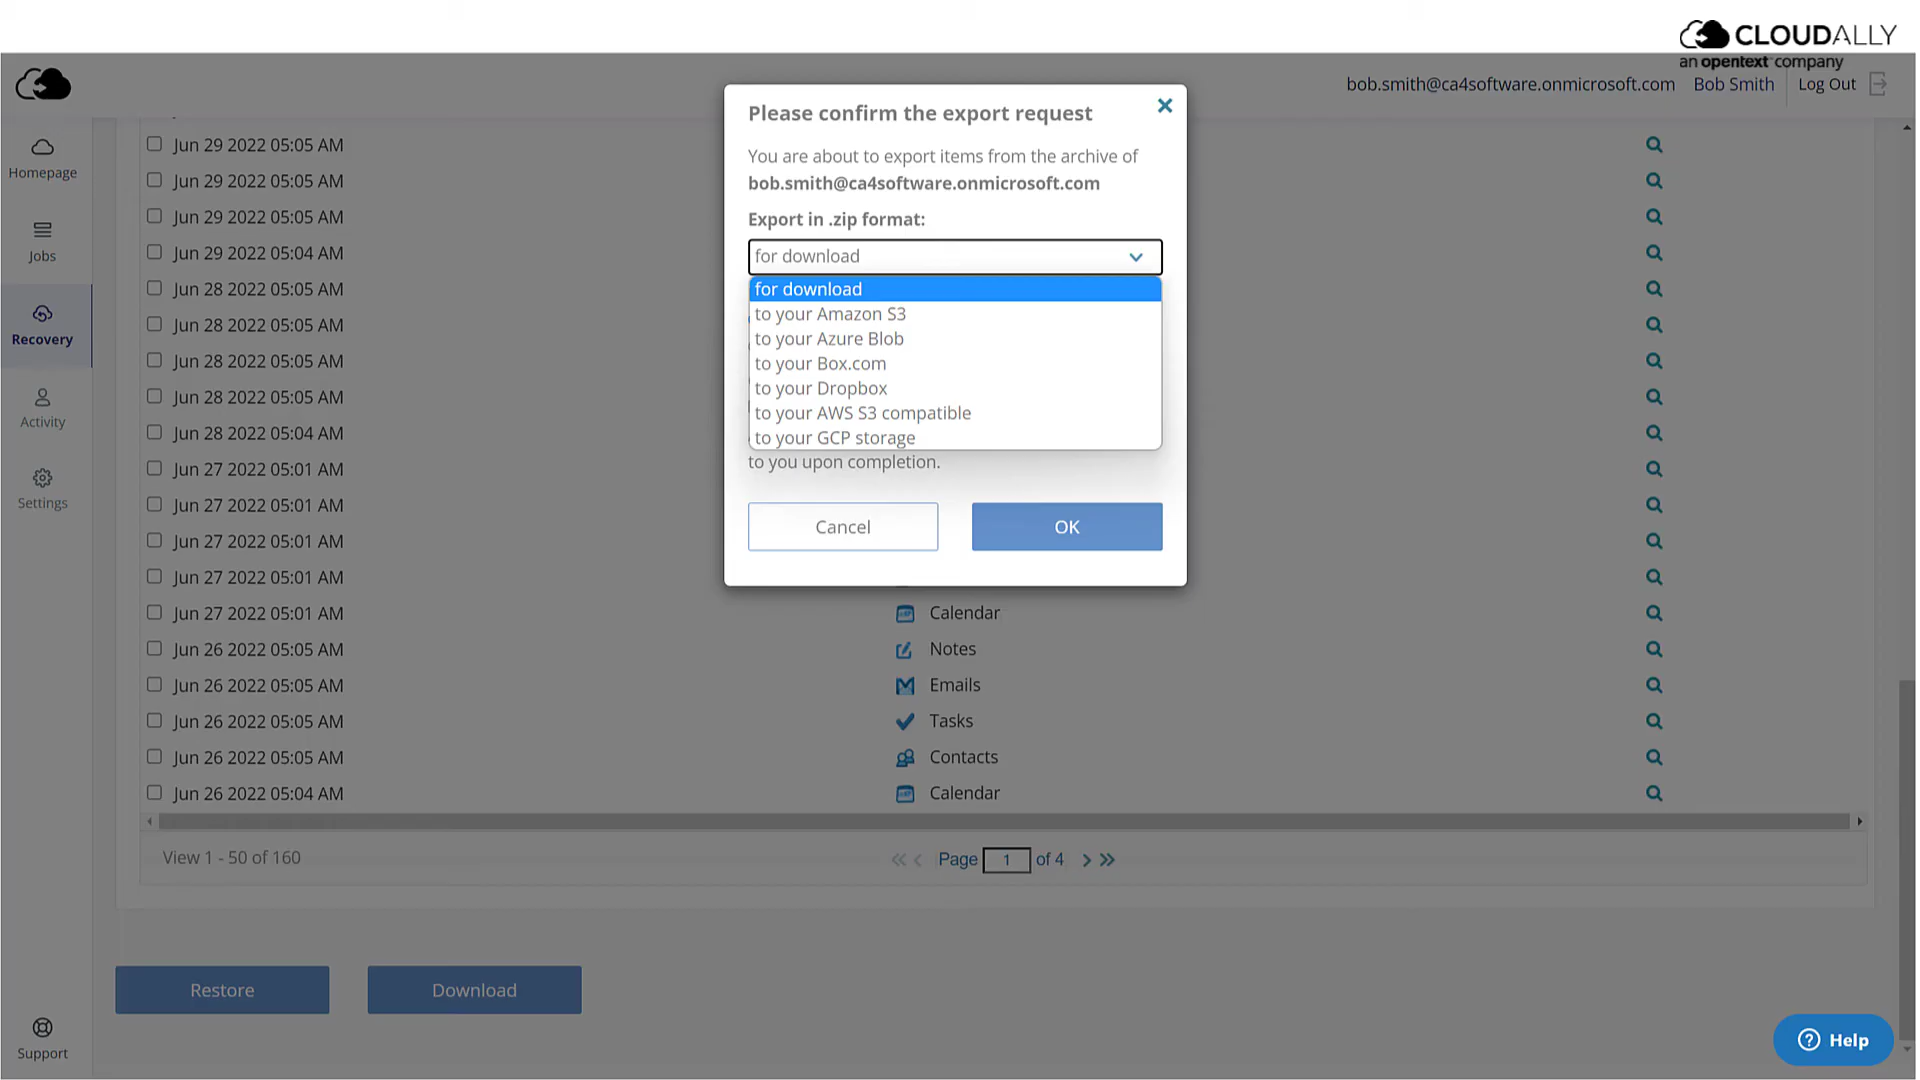 CLOUDALLY
an opentext company
bob.smith@ca4software.onmicrosoft.com Bob Smith Log Out
Homepage
Jobs
Recovery
Activity
Settings
Support
Please confirm the export request
You are about to export items from the archive of
bob.smith@ca4software.onmicrosoft.com
Export in .zip format:
for download
for download
to your Amazon S3
to your Azure Blob
to your Box.com
to your Dropbox
to your AWS S3 compatible
to your GCP storage
to you upon completion.
Cancel OK
Jun 29 2022 05:05 AM
Jun 29 2022 05:05 AM
Jun 29 2022 05:05 AM
Jun 29 2022 05:04 AM
Jun 28 2022 05:05 AM
Jun 28 2022 05:05 AM
Jun 28 2022 05:05 AM
Jun 28 2022 05:05 AM
Jun 28 2022 05:04 AM
Jun 27 2022 05:01 AM
Jun 27 2022 05:01 AM
Jun 27 2022 05:01 AM
Jun 27 2022 05:01 AM
Jun 27 2022 05:01 AM Calendar
Jun 26 2022 05:05 AM Notes
Jun 26 2022 05:05 AM Emails
Jun 26 2022 05:05 AM Tasks
Jun 26 2022 05:05 AM Contacts
Jun 26 2022 05:04 AM Calendar
View 1 - 50 of 160 Page 1 of 4
Restore Download
Help